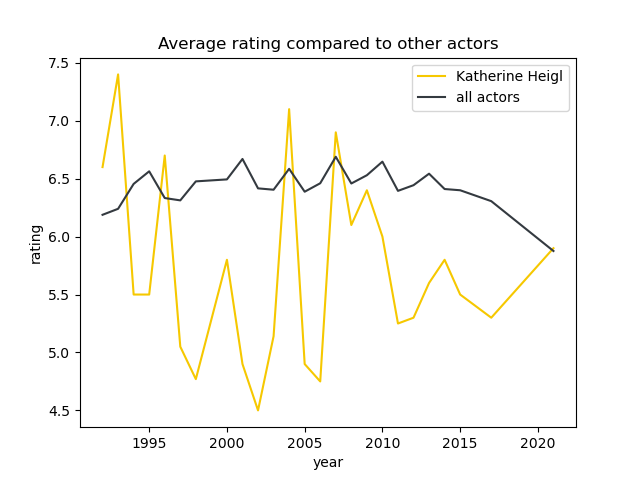 Average rating compared to other actors
Katherine Heigl
all actors
rating
7.5
7.0
6.5
6.0
5.5
5.0
4.5
1995 2000 2005 2010 2015 2020
year